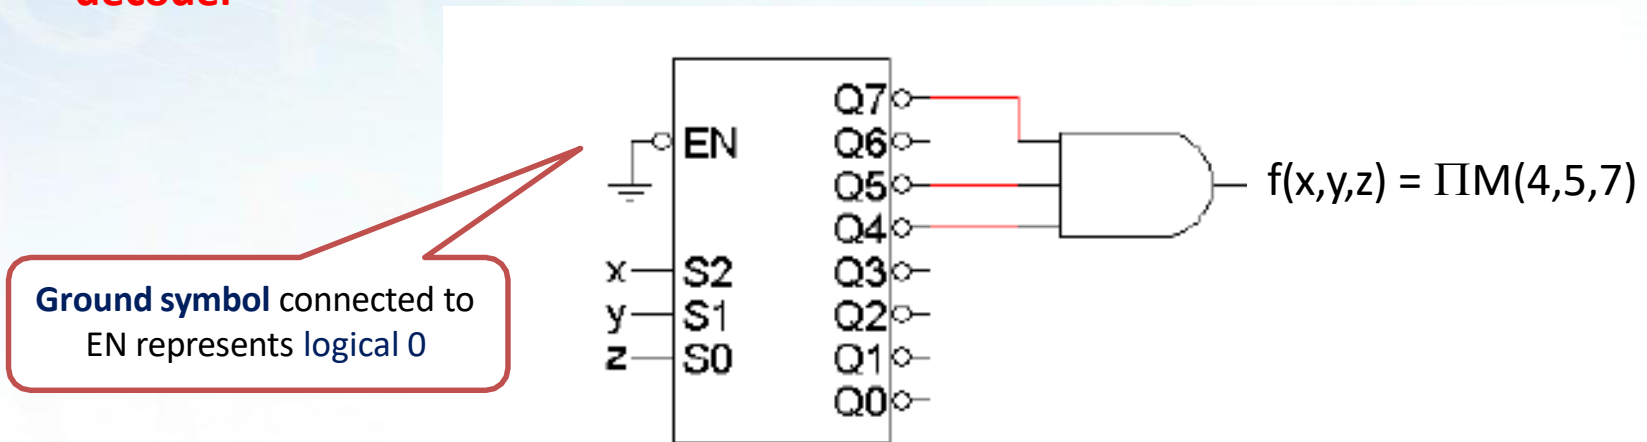 decoder
Q7
EN
Q6
Q5
f(x,y,z) = ΠM(4,5,7)
Q4
x
S2
Q3
Ground symbol connected to
EN represents logical 0
y
S1
Q2
z
S0
Q1
Q0